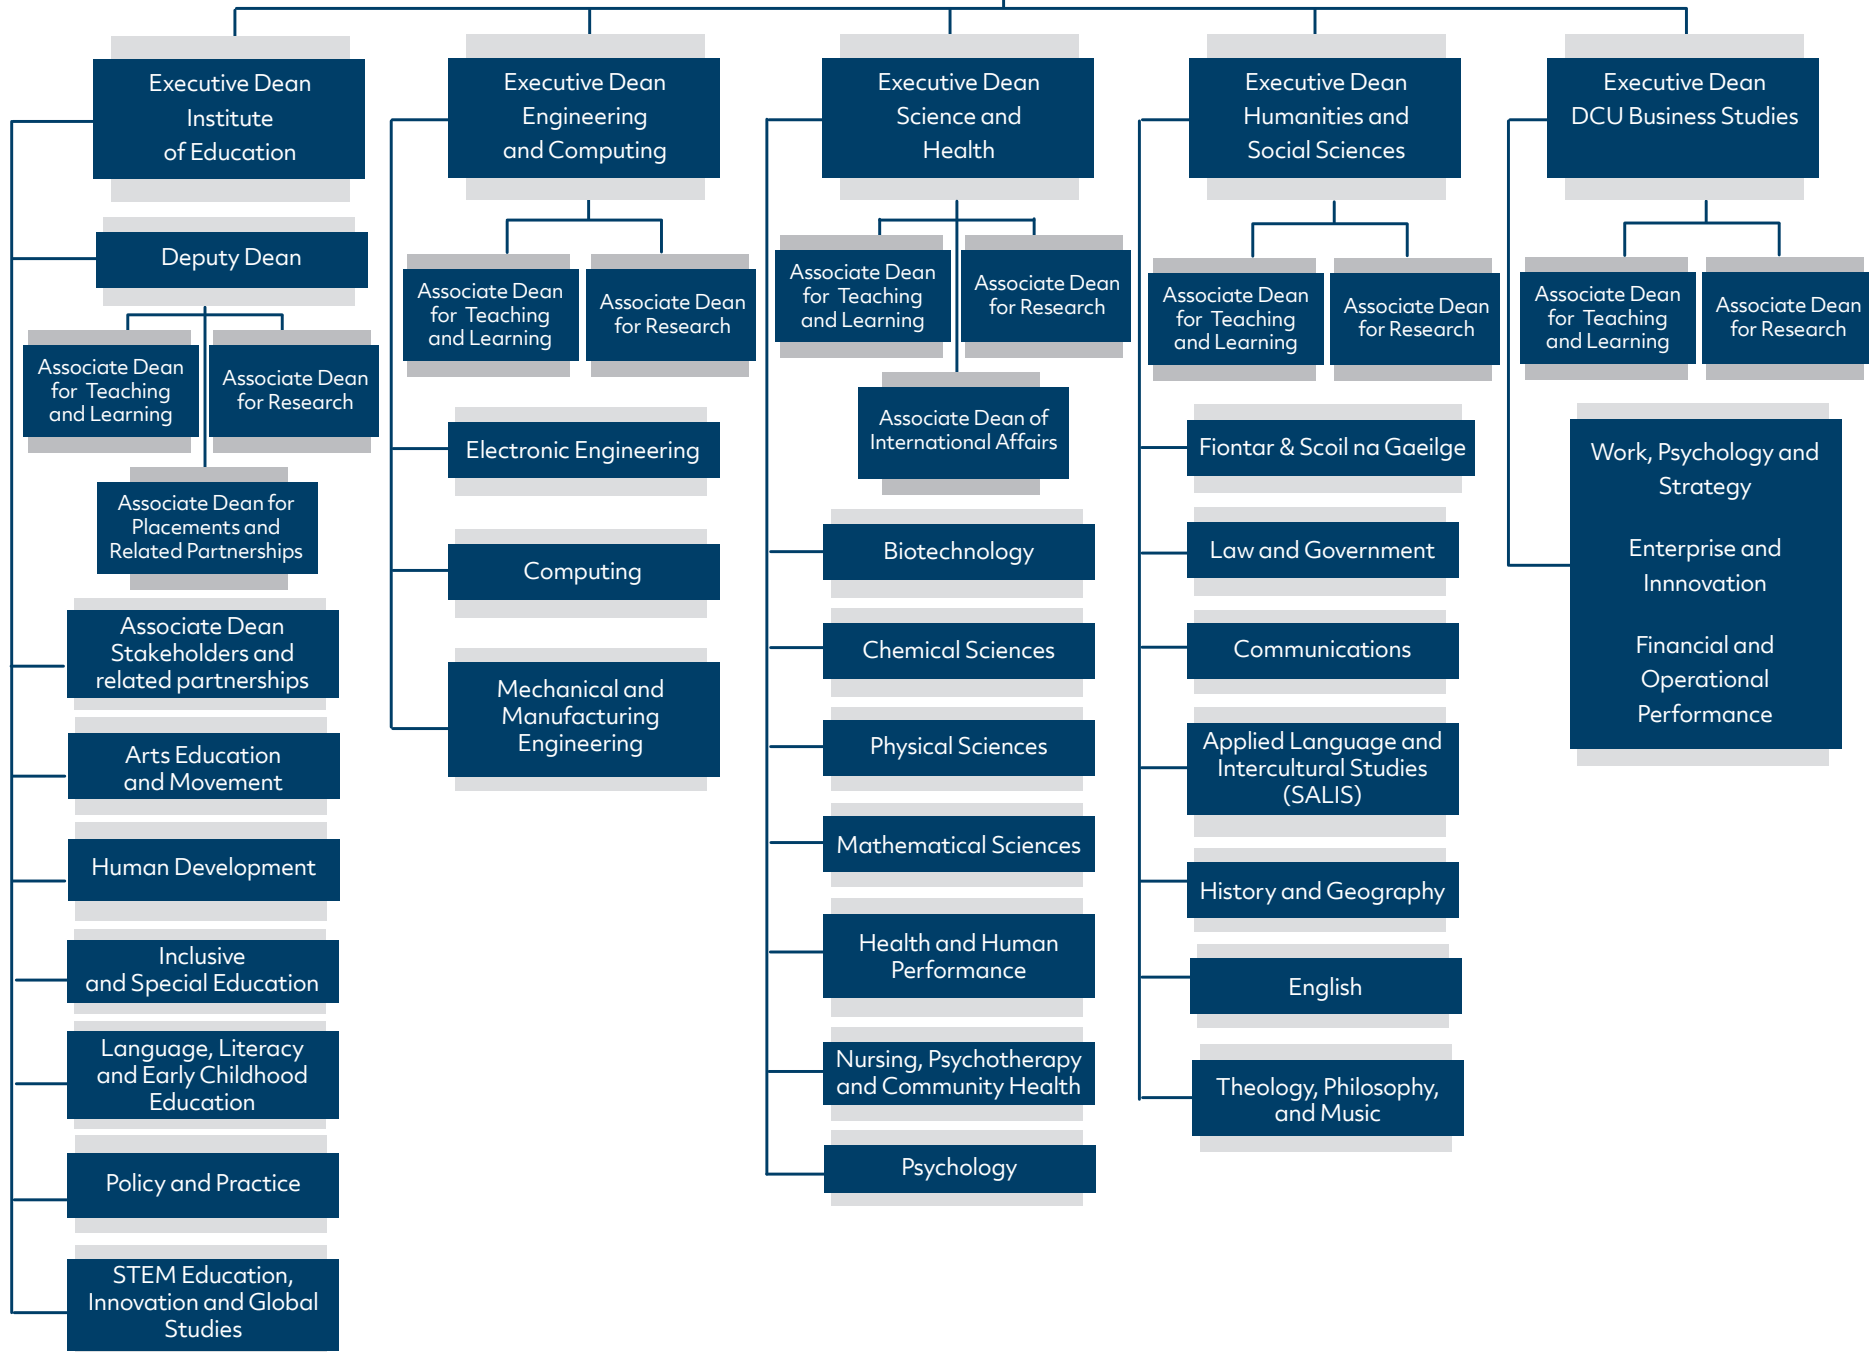 Executive Dean
Institute
of Education
Deputy Dean
Associate Dean
for Teaching
and Learning
Associate Dean
for Research
Associate Dean for
Placements and
Related Partnerships
Associate Dean
Stakeholders and
related partnerships
Arts Education
and Movement
Human Development
Inclusive
and Special Education
Language, Literacy
and Early Childhood
Education
Policy and Practice
STEM Education,
Innovation and Global
Studies
Executive Dean
Engineering
and Computing
Associate Dean
for Teaching
and Learning
Associate Dean
for Research
Electronic Engineering
Computing
Mechanical and
Manufacturing
Engineering
Executive Dean
Science and
Health
Associate Dean
for Teaching
and Learning
Associate Dean
for Research
Associate Dean of
International Affairs
Biotechnology
Chemical Sciences
Physical Sciences
Mathematical Sciences
Health and Human
Performance
Nursing, Psychotherapy
and Community Health
Psychology
Executive Dean
Humanities and
Social Sciences
Associate Dean
for Teaching
and Learning
Associate Dean
for Research
Fiontar & Scoil na Gaeilge
Law and Government
Communications
Applied Language and
Intercultural Studies
(SALIS)
History and Geography
English
Theology, Philosophy,
and Music
Executive Dean
DCU Business Studies
Associate Dean
for Teaching
and Learning
Associate Dean
for Research
Work, Psychology and
Strategy
Enterprise and
Innnovation
Financial and
Operational
Performance